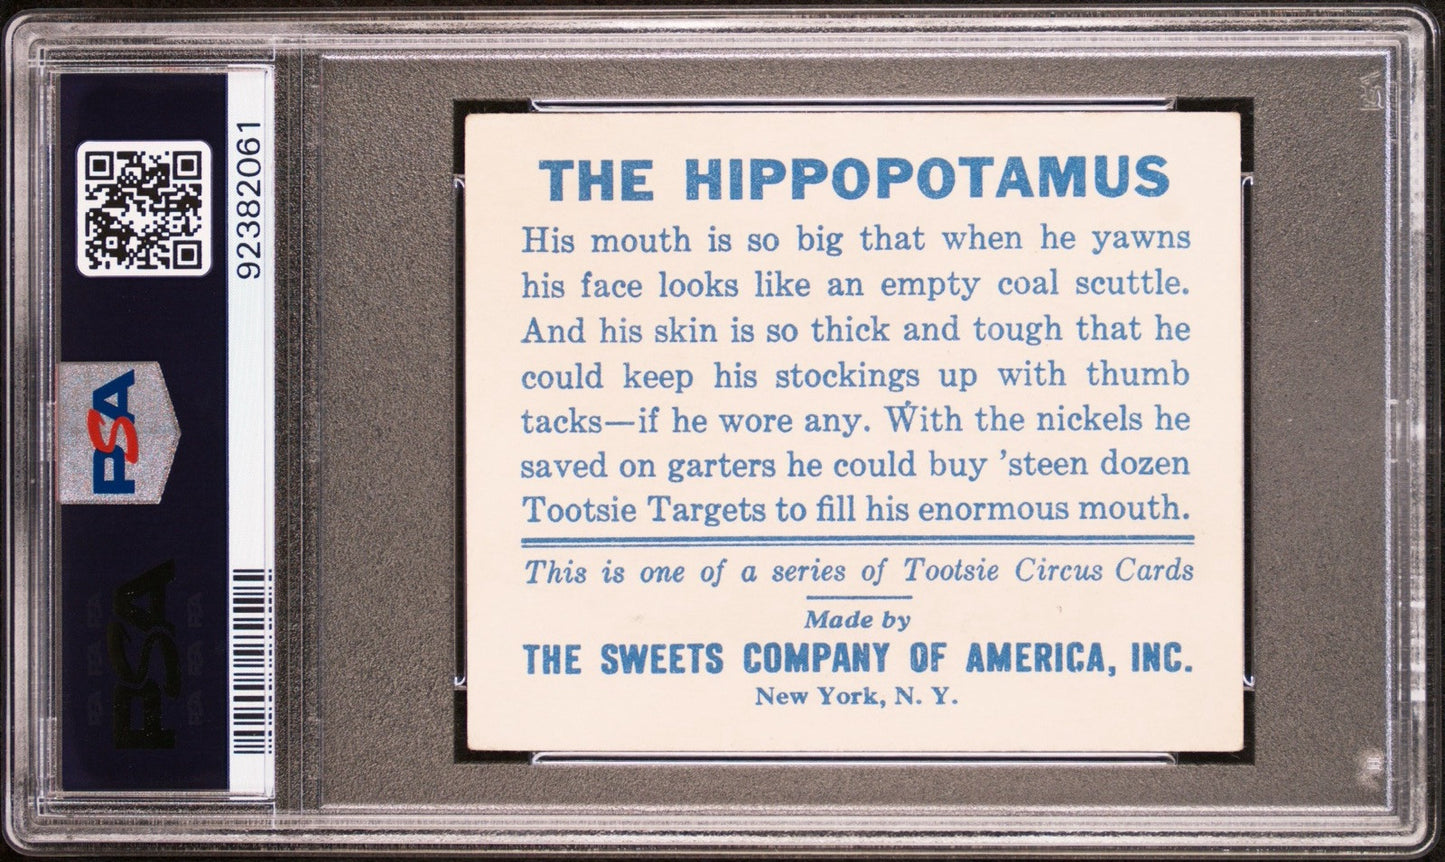 THE HIPPOPOTAMUS
His mouth is so big that when he yawns
his face looks like an empty coal scuttle.
And his skin is so thick and tough that he
could keep his stockings up with thumb
tacks—if he wore any. With the nickels he
saved on garters he could buy 'steen dozen
Tootsie Targets to fill his enormous mouth.
This is one of a series of Tootsie Circus Cards
Made by
THE SWEETS COMPANY OF AMERICA, INC.
New York, N. Y.
92382061
PSA
PSA